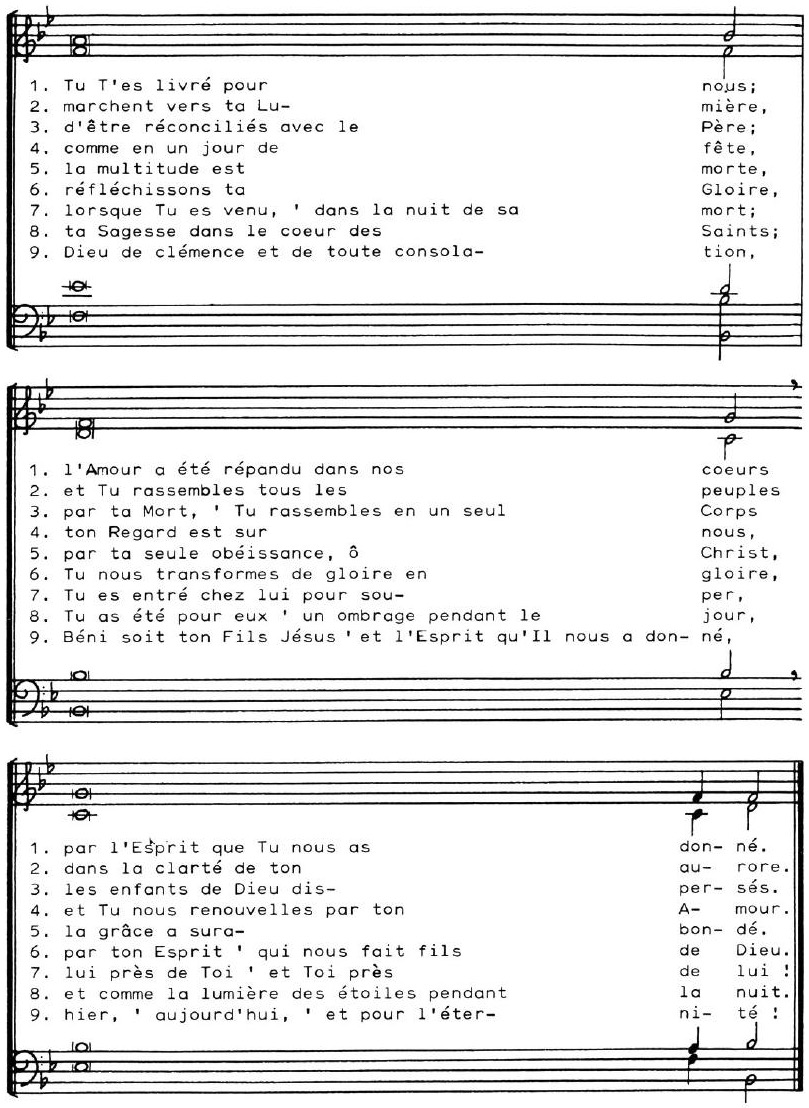 1. Tu T'es livré pour nous;
2. marchent vers ta Lu- mière,
3. d'être réconciliés avec le Père;
4. comme en un jour de fête,
5. la multitude est morte,
6. réfléchissons ta Gloire,
7. lorsque Tu es venu, ' dans la nuit de sa mort;
8. ta Sagesse dans le coeur des Saints;
9. Dieu de clémence et de toute consola- tion,
1. l'Amour a été répandu dans nos coeurs
2. et Tu rassembles tous les peuples
3. par ta Mort, ' Tu rassembles en un seul Corps
4. ton Regard est sur nous,
5. par ta seule obéissance, ô Christ,
6. Tu nous transformes de gloire en gloire,
7. Tu es entré chez lui pour sou- per,
8. Tu as été pour eux ' un ombrage pendant le jour,
9. Béni soit ton Fils Jésus ' et l'Esprit qu'Il nous a don- né,
1. par l'Esprit que Tu nous as don- né.
2. dans la clarté de ton au- rore.
3. les enfants de Dieu dis- per- sés.
4. et Tu nous renouvelles par ton A- mour.
5. la grâce a sura- bon- dé.
6. par ton Esprit ' qui nous fait fils de Dieu.
7. lui près de Toi ' et Toi près de lui !
8. et comme la lumière des étoiles pendant la nuit.
9. hier, ' aujourd'hui, ' et pour l'éter- ni- té !